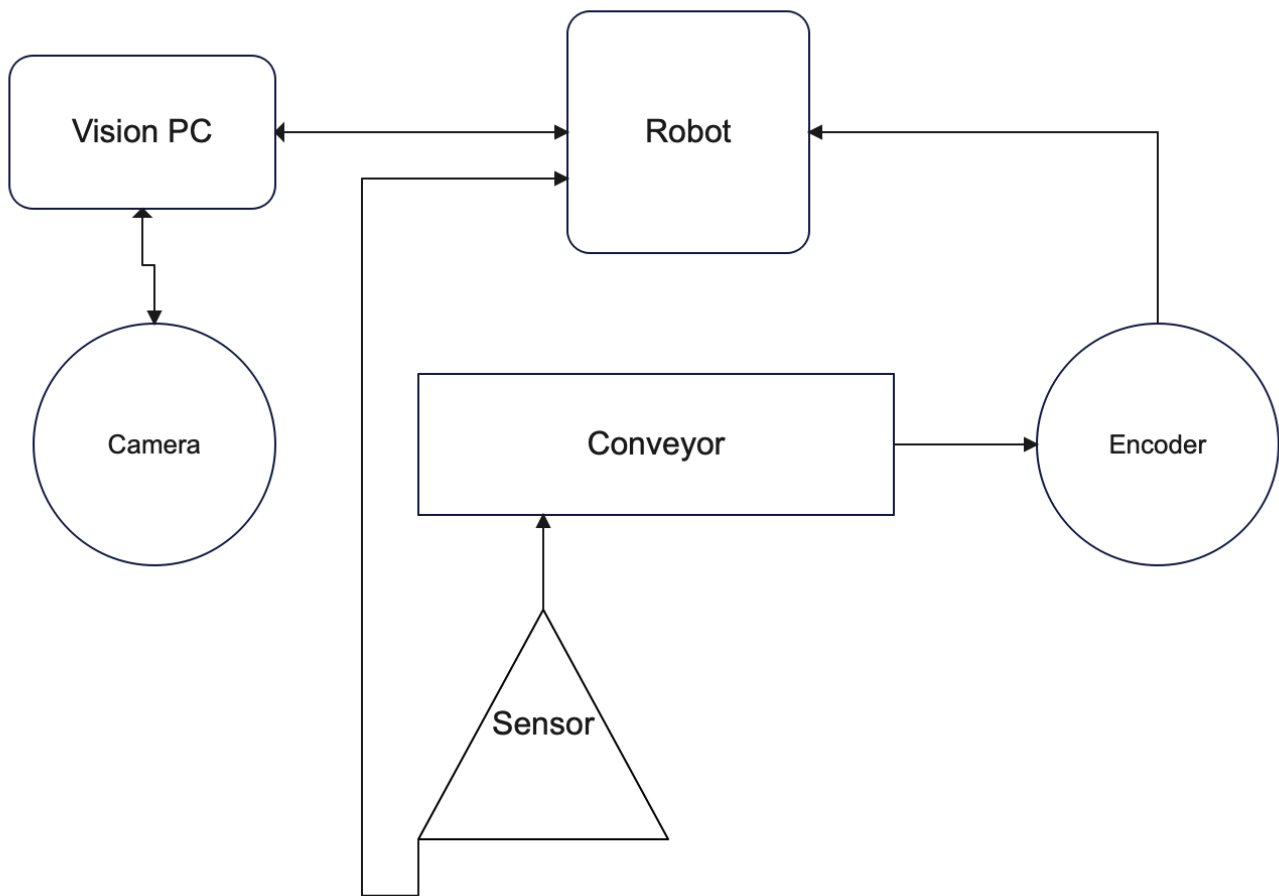 Vision PC
Robot
Camera
Conveyor
Encoder
Sensor